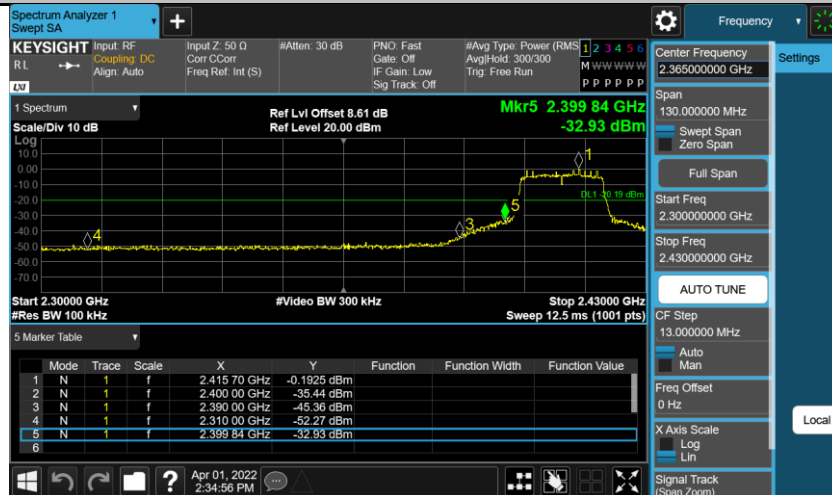 Spectrum Analyzer 1
Swept SA
Frequency
KEYSIGHT
RL
LXI
Input: RF
Coupling: DC
Align: Auto
Input Z: 50 Ω
Corr CCorr
Freq Ref: Int (S)
#Atten: 30 dB
PNO: Fast
Gate: Off
IF Gain: Low
Sig Track: Off
#Avg Type: Power (RMS
Avg|Hold: 300/300
Trig: Free Run
1 2 3 4 5 6
M W W W W W
P P P P P P
1 Spectrum
Scale/Div 10 dB
Log
Ref Lvl Offset 8.61 dB
Ref Level 20.00 dBm
Mkr5 2.399 84 GHz
-32.93 dBm
10.0
0.00
-10.0
-20.0
-30.0
-40.0
-50.0
-60.0
-70.0
1
DL1 -20.19 dBm
5
3
4
Start 2.30000 GHz
#Res BW 100 kHz
#Video BW 300 kHz
Stop 2.43000 GHz
Sweep 12.5 ms (1001 pts)
5 Marker Table
Mode Trace Scale X Y Function Function Width Function Value
1 N 1 f 2.415 70 GHz -0.1925 dBm
2 N 1 f 2.400 00 GHz -35.44 dBm
3 N 1 f 2.390 00 GHz -45.36 dBm
4 N 1 f 2.310 00 GHz -52.27 dBm
5 N 1 f 2.399 84 GHz -32.93 dBm
6
Apr 01, 2022
2:34:56 PM
Center Frequency
2.365000000 GHz
Settings
Span
130.000000 MHz
Swept Span
Zero Span
Full Span
Start Freq
2.300000000 GHz
Stop Freq
2.430000000 GHz
AUTO TUNE
CF Step
13.000000 MHz
Auto
Man
Freq Offset
0 Hz
Local
X Axis Scale
Log
Lin
Signal Track
(Span Zoom)